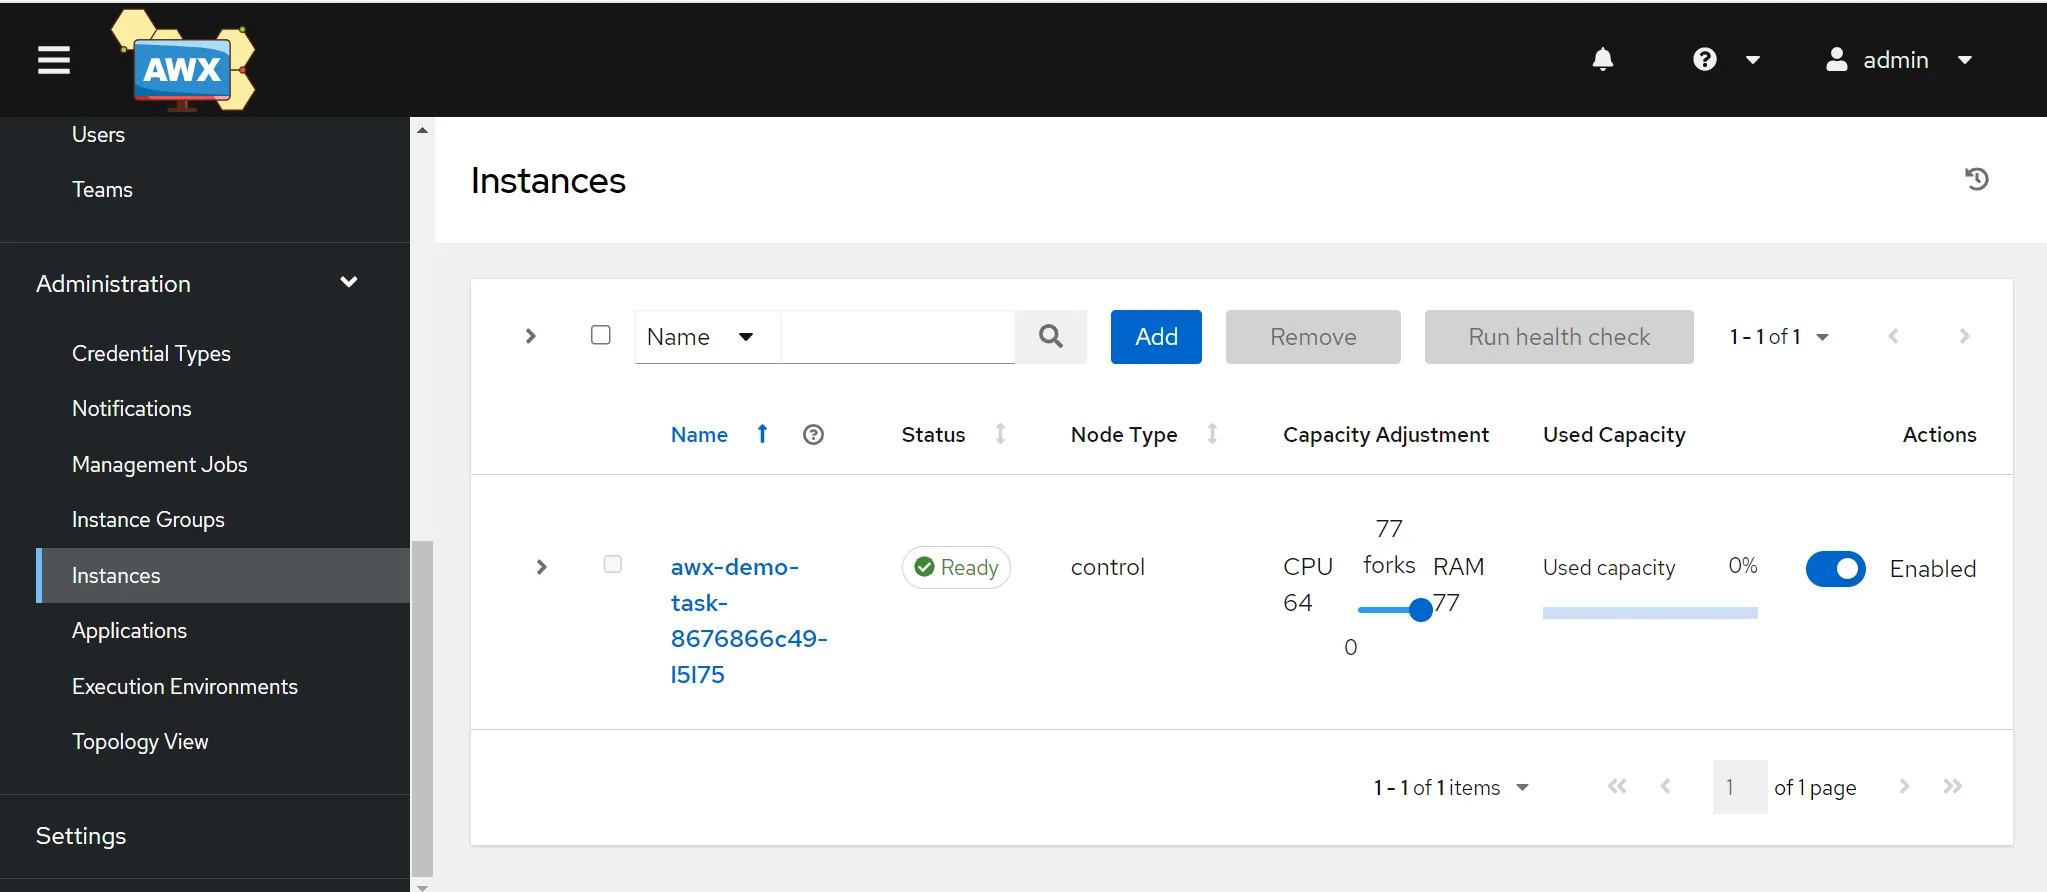 AWX
admin
Users
Teams
Administration
Credential Types
Notifications
Management Jobs
Instance Groups
Instances
Applications
Execution Environments
Topology View
Settings
Instances
Name
Add
Remove
Run health check
1 - 1 of 1
Name
Status
Node Type
Capacity Adjustment
Used Capacity
Actions
awx-demo-
task-
8676866c49-
l5l75
Ready
control
CPU
64
77
forks
RAM
77
0
Used capacity
0%
Enabled
1 - 1 of 1 items
1
of 1 page